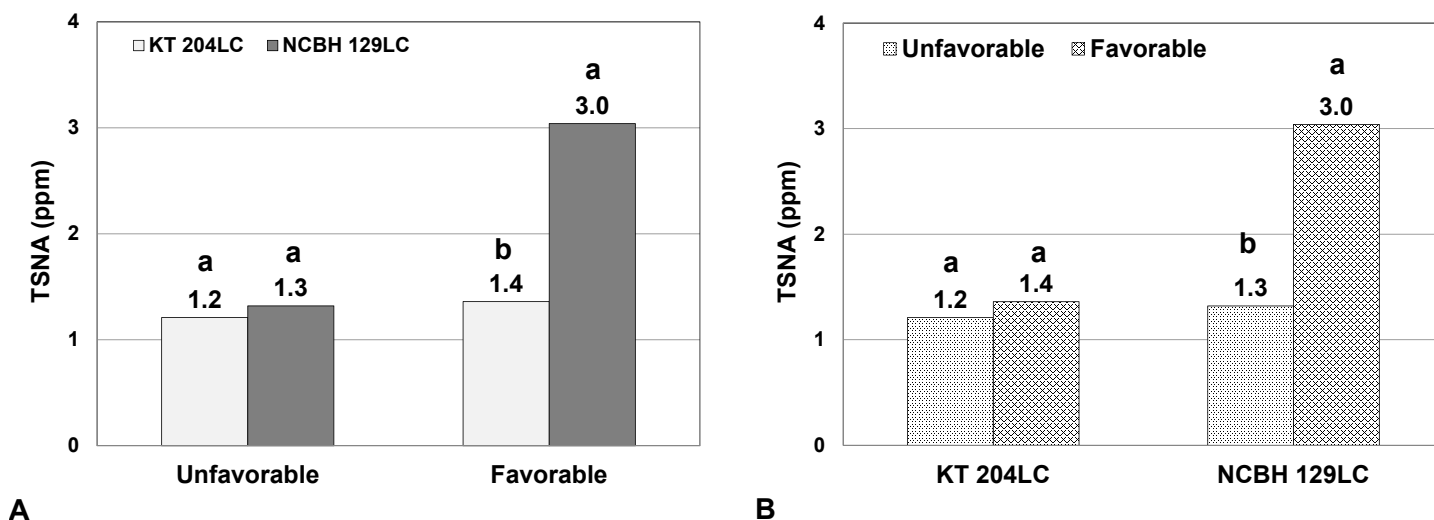 KT 204LC NCBH 129LC
TSNA (ppm)
4
3
2
1
0
a
1.2
a
1.3
b
1.4
a
3.0
Unfavorable Favorable
A
Unfavorable Favorable
TSNA (ppm)
4
3
2
1
0
a
1.2
a
1.4
b
1.3
a
3.0
KT 204LC NCBH 129LC
B